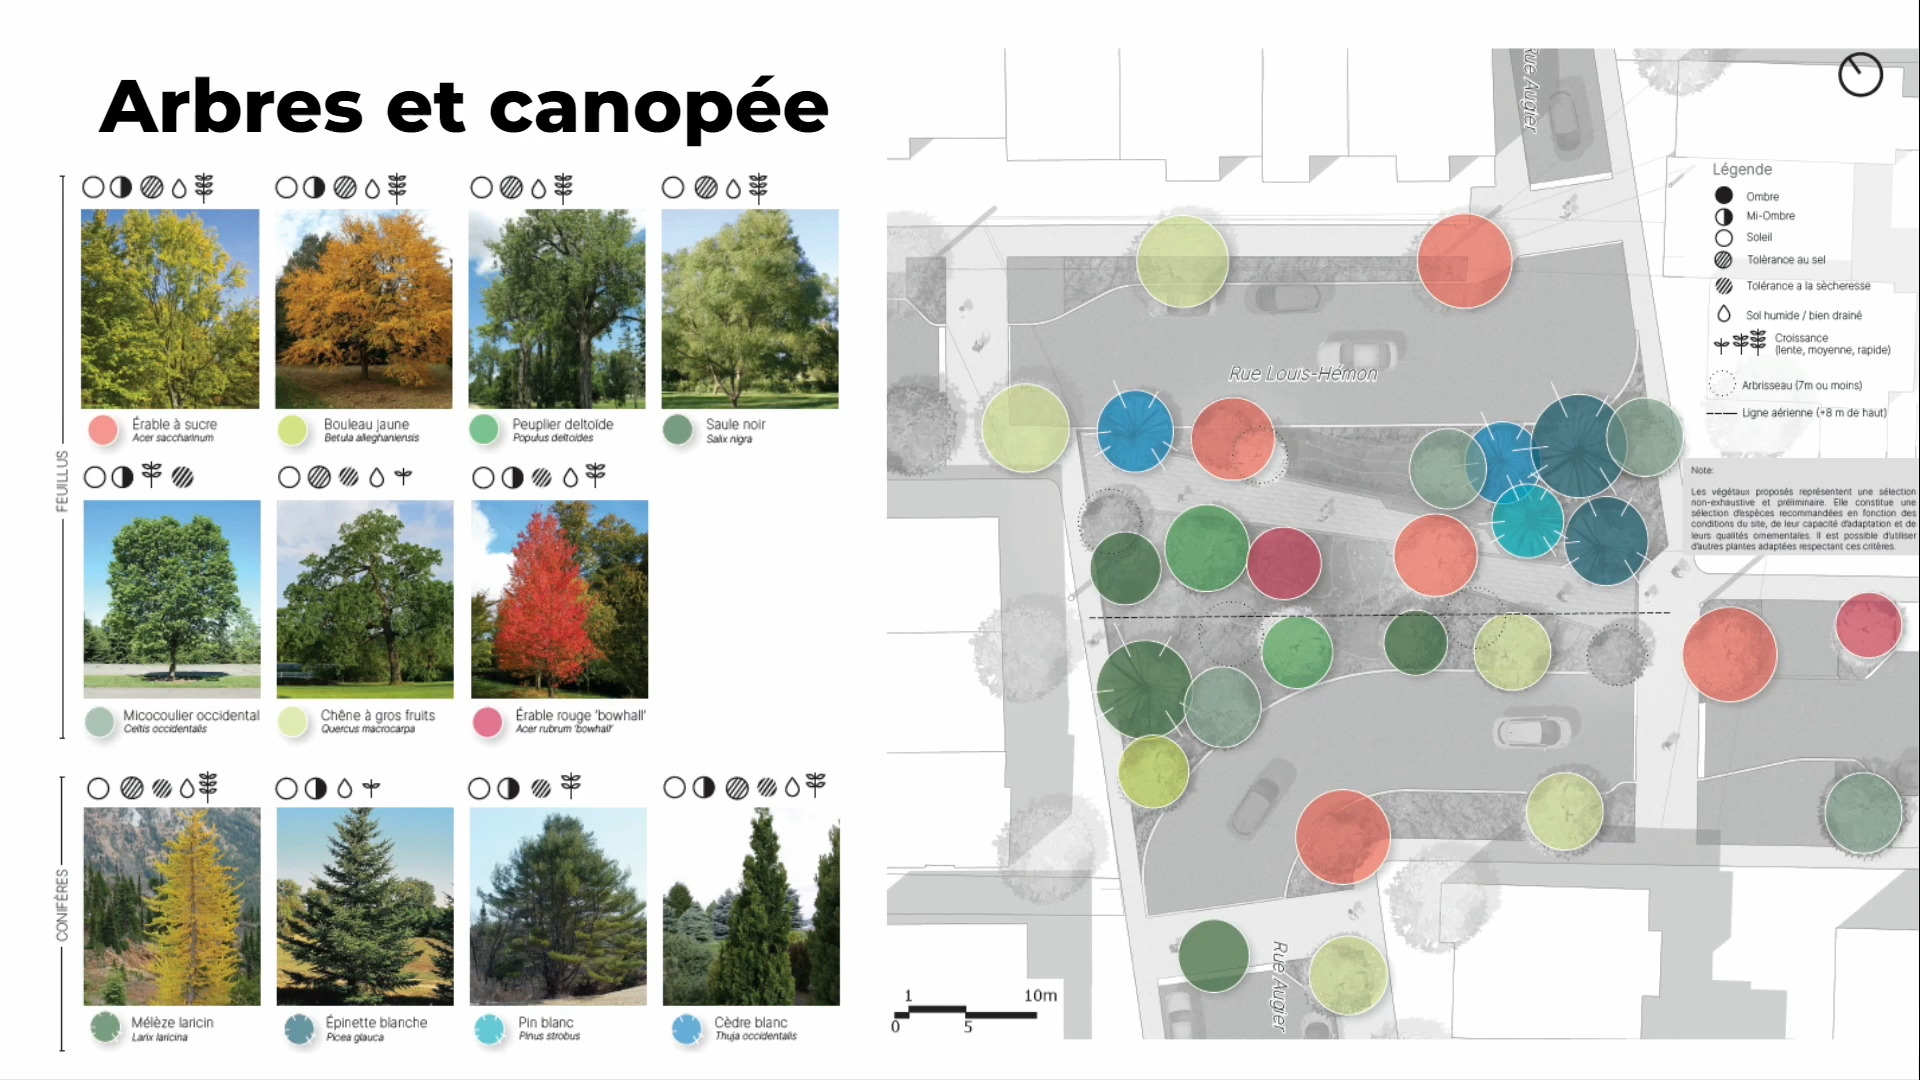 Arbres et canopée
FEUILLUS
Érable à sucre
Acer saccharinum
Bouleau jaune
Betula alleghaniensis
Peuplier deltoïde
Populus deltoides
Saule noir
Salix nigra
Micocoulier occidental
Celtis occidentalis
Chêne à gros fruits
Quercus macrocarpa
Érable rouge 'bowhall'
Acer rubrum 'bowhall'
CONIFÈRES
Mélèze laricin
Larix laricina
Épinette blanche
Picea glauca
Pin blanc
Pinus strobus
Cèdre blanc
Thuja occidentalis
Rue Augier
Rue Louis-Hémon
Rue Augier
1
10m
0
5
Légende
Ombre
Mi-Ombre
Soleil
Tolèrance au sel
Tolérance a la sècheresse
Sol humide / bien drainé
Croissance
(lente, moyenne, rapide)
Arbrisseau (7m ou moins)
Ligne aérienne (+8 m de haut)
Note:
Les végétaux proposés représentent une sélection
non-exhaustive et préliminaire. Elle constitue une
sélection d'espèces recommandées en fonction des
conditions du site, de leur capacité d'adaptation et de
leurs qualités ornementales. Il est possible d'utiliser
d'autres plantes adaptées respectant ces critères.